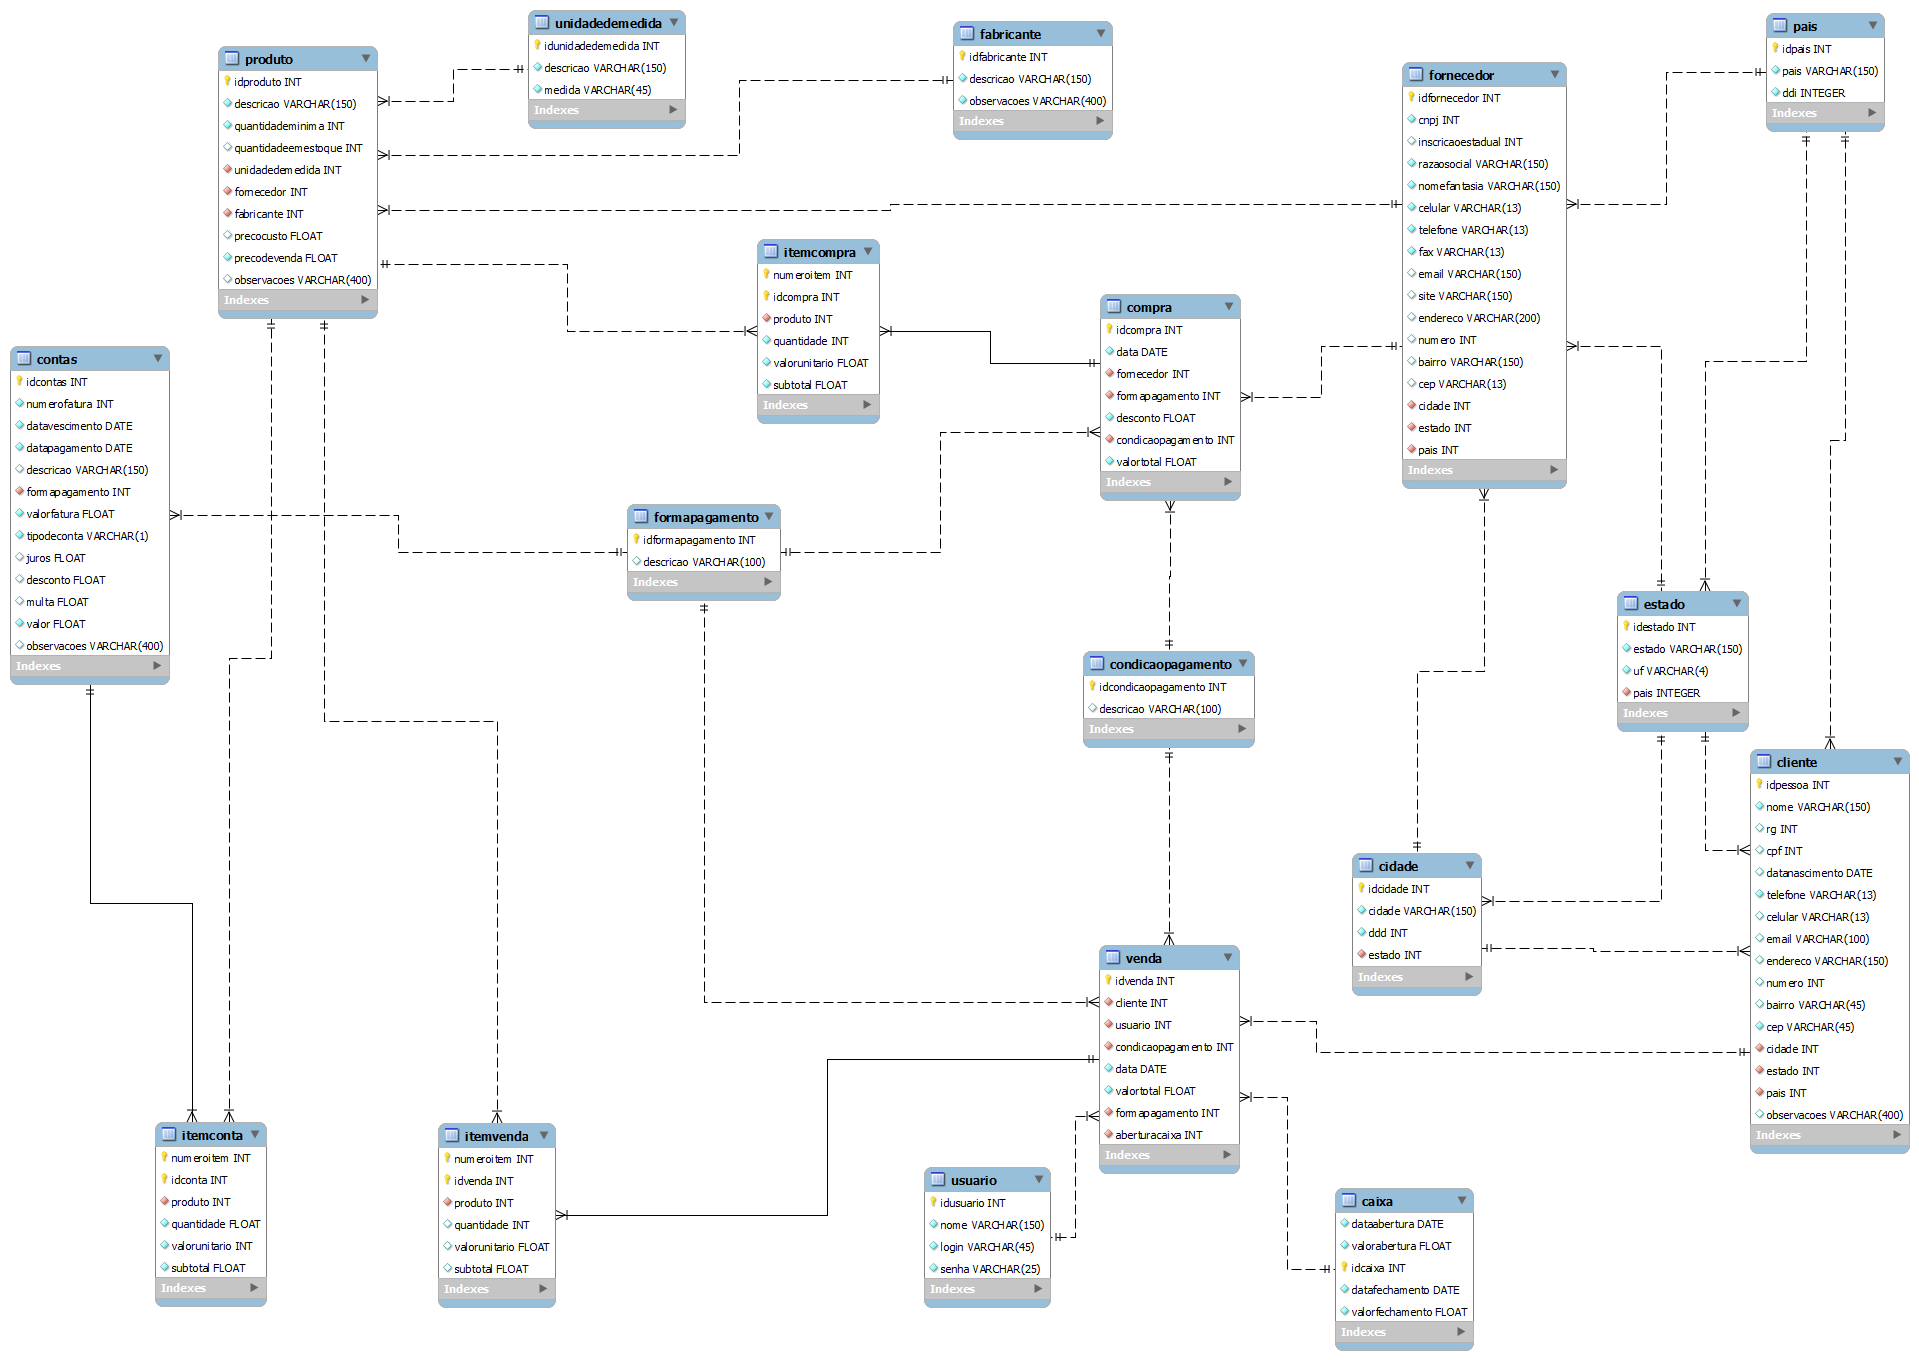 unidadedemedida
idunidadedemedida INT
descricao VARCHAR(150)
medida VARCHAR(45)
Indexes
fabricante
idfabricante INT
descricao VARCHAR(150)
observacoes VARCHAR(400)
Indexes
pais
idpais INT
pais VARCHAR(150)
ddi INTEGER
Indexes
produto
idproduto INT
descricao VARCHAR(150)
quantidademinima INT
quantidadeemestoque INT
unidadedemedida INT
fornecedor INT
fabricante INT
precocusto FLOAT
precodevenda FLOAT
observacoes VARCHAR(400)
Indexes
fornecedor
idfornecedor INT
cnpj INT
inscricaoestadual INT
razaosocial VARCHAR(150)
nomefantasia VARCHAR(150)
celular VARCHAR(13)
telefone VARCHAR(13)
fax VARCHAR(13)
email VARCHAR(150)
site VARCHAR(150)
endereco VARCHAR(200)
numero INT
bairro VARCHAR(150)
cep VARCHAR(13)
cidade INT
estado INT
pais INT
Indexes
itemcompra
numeroitem INT
idcompra INT
produto INT
quantidade INT
valorunitario FLOAT
subtotal FLOAT
Indexes
compra
idcompra INT
data DATE
fornecedor INT
formapagamento INT
desconto FLOAT
condicaopagamento INT
valortotal FLOAT
Indexes
contas
idcontas INT
numerofatura INT
datavescimento DATE
datapagamento DATE
descricao VARCHAR(150)
formapagamento INT
valorfatura FLOAT
tipodeconta VARCHAR(1)
juros FLOAT
desconto FLOAT
multa FLOAT
valor FLOAT
observacoes VARCHAR(400)
Indexes
formapagamento
idformapagamento INT
descricao VARCHAR(100)
Indexes
estado
idestado INT
estado VARCHAR(150)
uf VARCHAR(4)
pais INTEGER
Indexes
condicaopagamento
idcondicaopagamento INT
descricao VARCHAR(100)
Indexes
cliente
idpessoa INT
nome VARCHAR(150)
rg INT
cpf INT
datanascimento DATE
telefone VARCHAR(13)
celular VARCHAR(13)
email VARCHAR(100)
endereco VARCHAR(150)
numero INT
bairro VARCHAR(45)
cep VARCHAR(45)
cidade INT
estado INT
pais INT
observacoes VARCHAR(400)
Indexes
cidade
idcidade INT
cidade VARCHAR(150)
ddd INT
estado INT
Indexes
venda
idvenda INT
cliente INT
usuario INT
condicaopagamento INT
data DATE
valortotal FLOAT
formapagamento INT
aberturacaixa INT
Indexes
itemconta
numeroitem INT
idconta INT
produto INT
quantidade FLOAT
valorunitario INT
subtotal FLOAT
Indexes
itemvenda
numeroitem INT
idvenda INT
produto INT
quantidade INT
valorunitario FLOAT
subtotal FLOAT
Indexes
usuario
idusuario INT
nome VARCHAR(150)
login VARCHAR(45)
senha VARCHAR(25)
Indexes
caixa
dataabertura DATE
valorabertura FLOAT
idcaixa INT
datafechamento DATE
valorfechamento FLOAT
Indexes